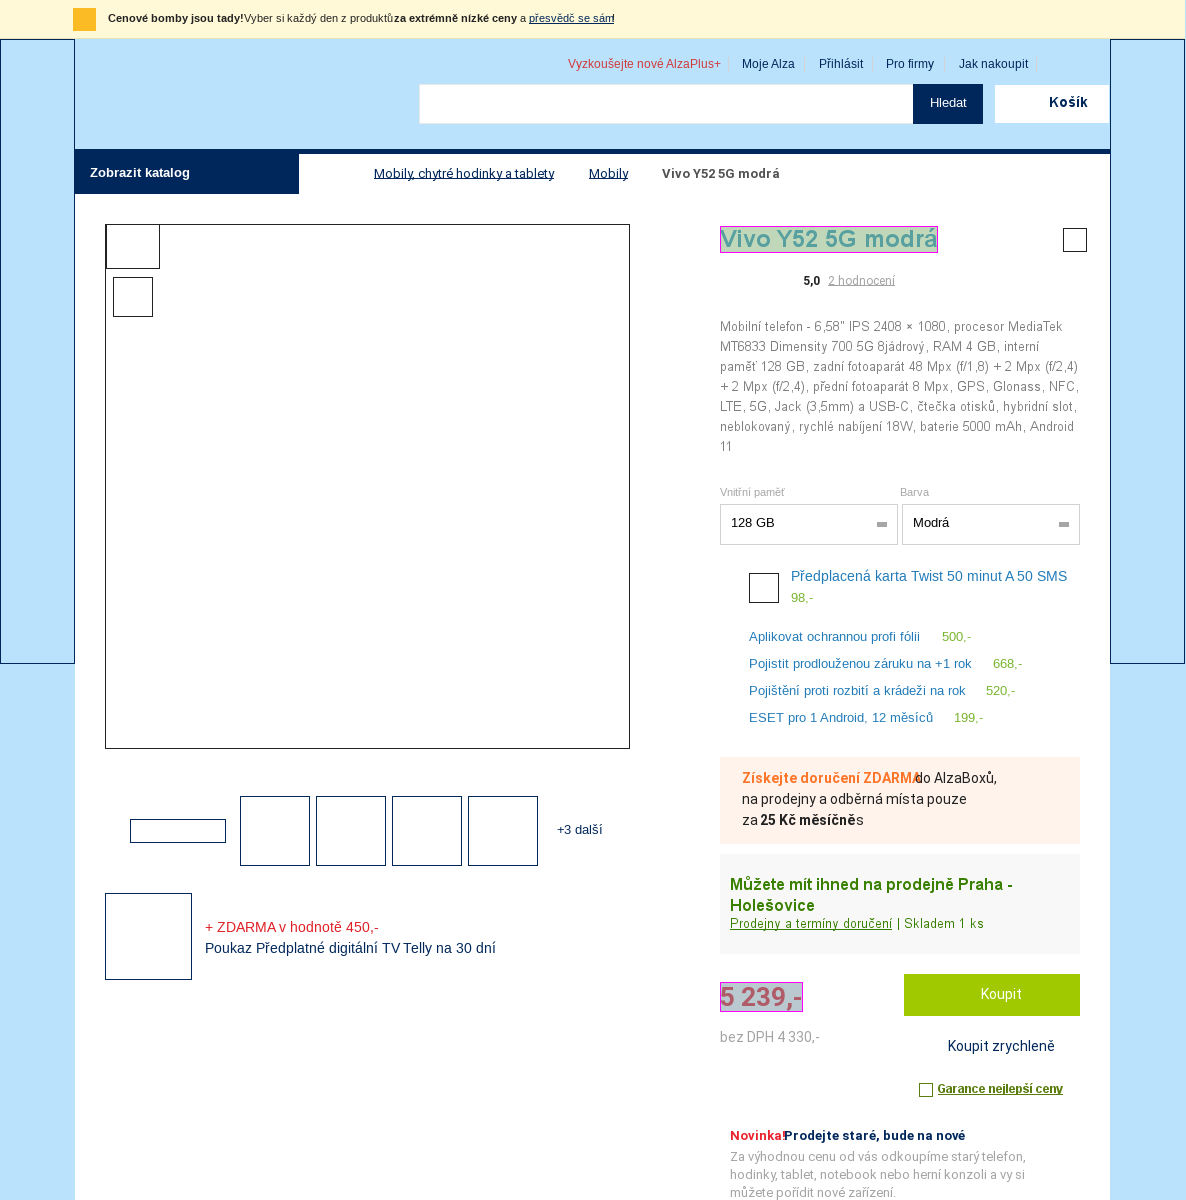 Cenové bomby jsou tady!Vyber si každý den z produktů za extrémně nízké ceny a přesvědč se sám!
Vyzkoušejte nové AlzaPlus+ Moje Alza Přihlásit Pro firmy Jak nakoupit
Hledat Košík
Zobrazit katalog Mobily, chytré hodinky a tablety Mobily Vivo Y52 5G modrá
Vivo Y52 5G modrá
5,0 2 hodnocení
Mobilní telefon - 6,58" IPS 2408 × 1080, procesor MediaTek
MT6833 Dimensity 700 5G 8jádrový, RAM 4 GB, interní
paměť 128 GB, zadní fotoaparát 48 Mpx (f/1,8) + 2 Mpx (f/2,4)
+ 2 Mpx (f/2,4), přední fotoaparát 8 Mpx, GPS, Glonass, NFC,
LTE, 5G, Jack (3,5mm) a USB-C, čtečka otisků, hybridní slot,
neblokovaný, rychlé nabíjení 18W, baterie 5000 mAh, Android
11
Vnitřní paměť Barva
128 GB Modrá
Předplacená karta Twist 50 minut A 50 SMS
98,-
Aplikovat ochrannou profi fólii 500,-
Pojistit prodlouženou záruku na +1 rok 668,-
Pojištění proti rozbití a krádeži na rok 520,-
ESET pro 1 Android, 12 měsíců 199,-
Získejte doručení ZDARMA do AlzaBoxů,
na prodejny a odběrná místa pouze
za 25 Kč měsíčně s
+3 další
Můžete mít ihned na prodejně Praha -
Holešovice
Prodejny a termíny doručení | Skladem 1 ks
+ ZDARMA v hodnotě 450,-
Poukaz Předplatné digitální TV Telly na 30 dní
5 239,- Koupit
bez DPH 4 330,-
Koupit zrychleně
Garance nejlepší ceny
Novinka! Prodejte staré, bude na nové
Za výhodnou cenu od vás odkoupíme starý telefon,
hodinky, tablet, notebook nebo herní konzoli a vy si
můžete pořídit nové zařízení.